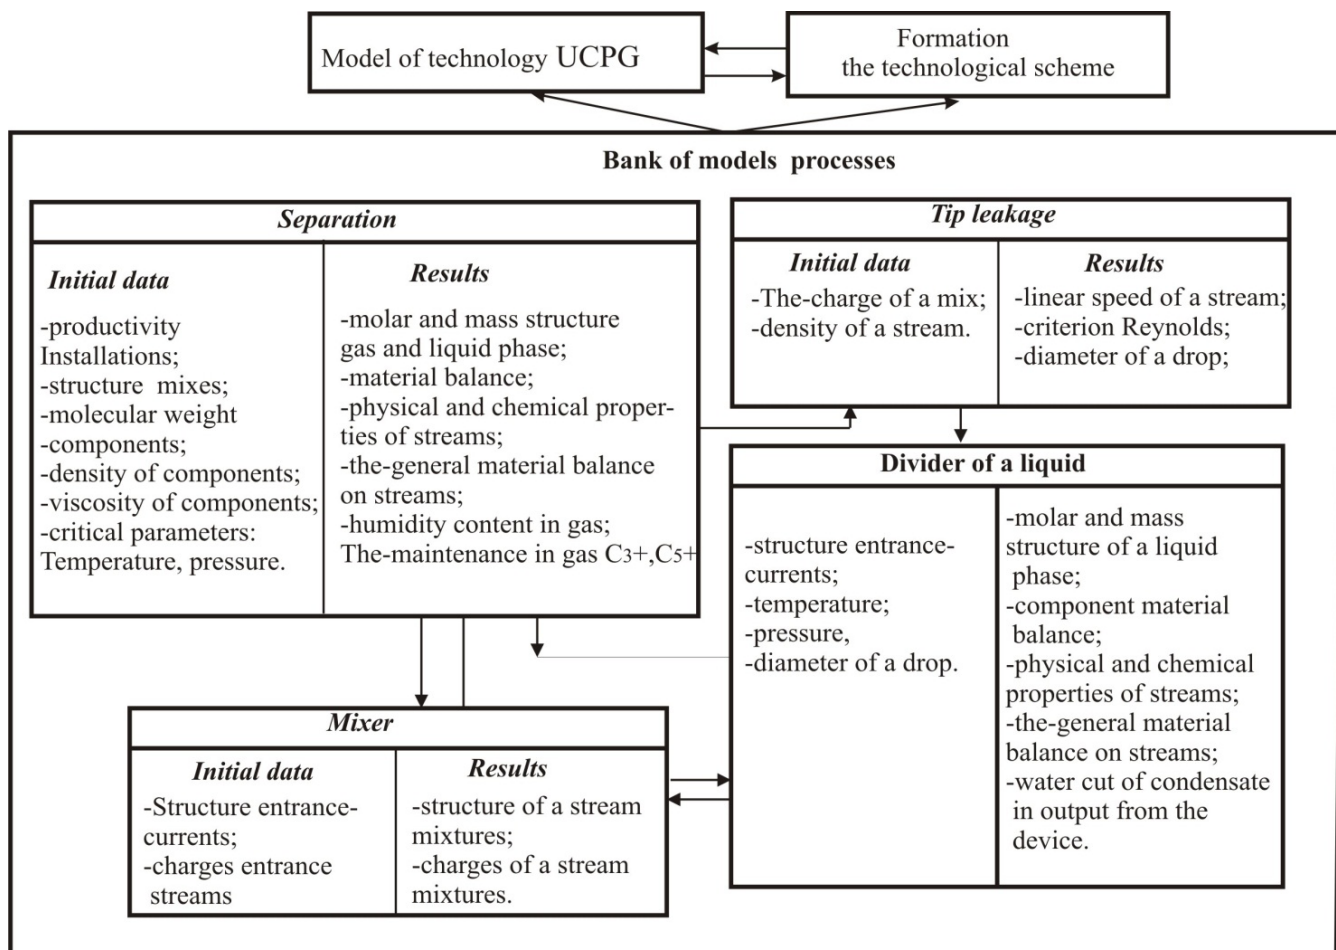 Model of technology UCPG
Formation
the technological scheme
Bank of models processes
Separation
Initial data
-productivity
Installations;
-structure mixes;
-molecular weight
-components;
-density of components;
-viscosity of components;
-critical parameters:
Temperature, pressure.
Results
-molar and mass structure
gas and liquid phase;
-material balance;
-physical and chemical proper-
ties of streams;
-the-general material balance
on streams;
-humidity content in gas;
The-maintenance in gas C3+,C5+
Tip leakage
Initial data
-The-charge of a mix;
-density of a stream.
Results
-linear speed of a stream;
-criterion Reynolds;
-diameter of a drop;
Divider of a liquid
-structure entrance-
currents;
-temperature;
-pressure,
-diameter of a drop.
-molar and mass
structure of a liquid
phase;
-component material
balance;
-physical and chemical
properties of streams;
-the-general material
balance on streams;
-water cut of condensate
in output from the
device.
Mixer
Initial data
-Structure entrance-
currents;
-charges entrance
streams
Results
-structure of a stream
mixtures;
-charges of a stream
mixtures.